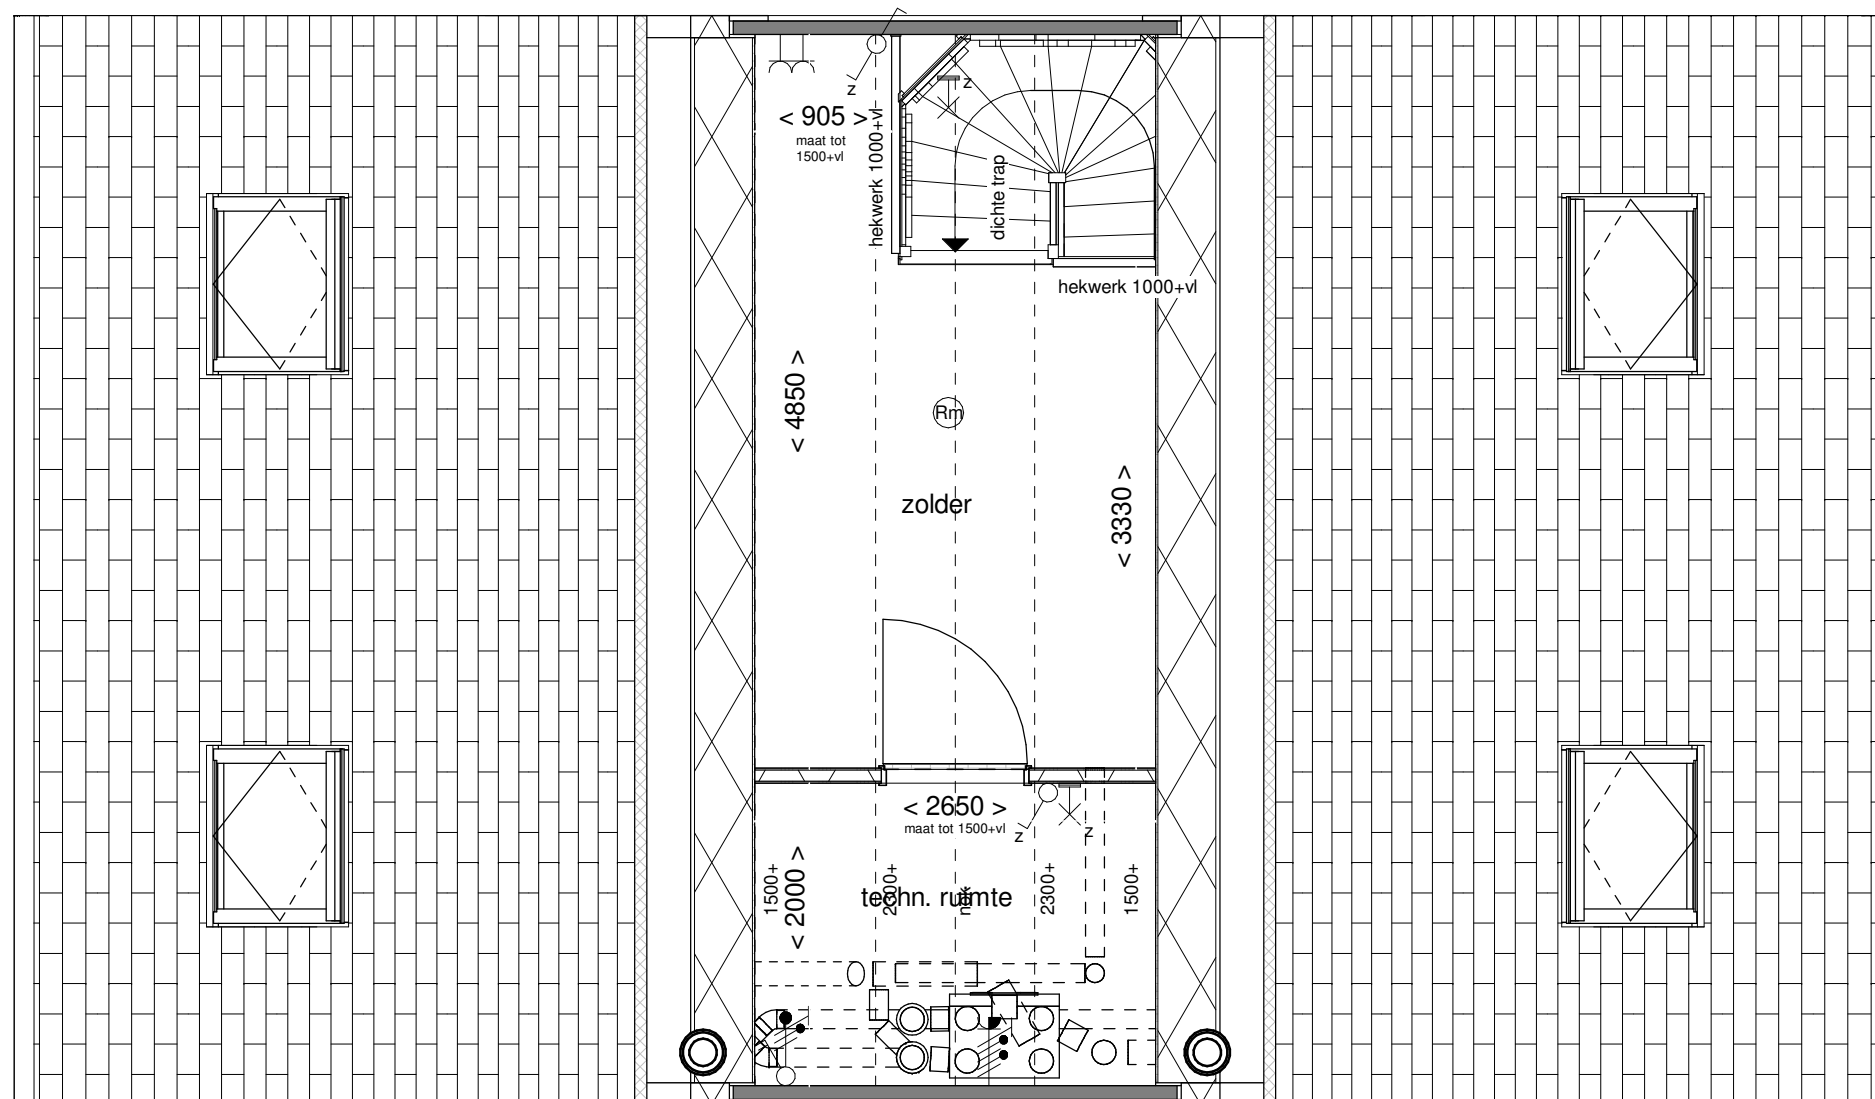 z
z
< 905 >
maat tot
1500+vl
hekwerk 1000+vl
dichte trap
hekwerk 1000+vl
< 4850 >
Rm
< 3330 >
zolder
< 2650 >
maat tot 1500+vl
z
z
1500+
< 2000 >
2300+
nok
2300+
1500+
techn. ruimte